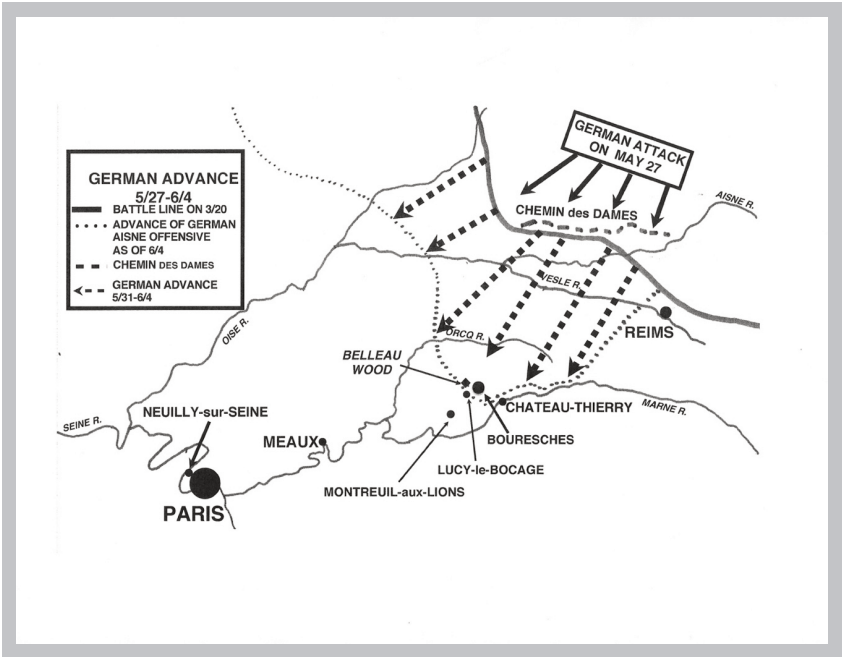 GERMAN ATTACK
ON MAY 27
GERMAN ADVANCE
5/27-6/4
BATTLE LINE ON 3/20
ADVANCE OF GERMAN
AISNE OFFENSIVE
AS OF 6/4
CHEMIN DES DAMES
GERMAN ADVANCE
5/31-6/4
AISNE R.
CHEMIN des DAMES
VESLE R.
OISE R.
REIMS
ORCQ R.
BELLEAU
WOOD
SEINE R.
NEUILLY-sur-SEINE
CHATEAU-THIERRY
MARNE R.
MEAUX
BOURESCHES
LUCY-le-BOCAGE
MONTREUIL-aux-LIONS
PARIS